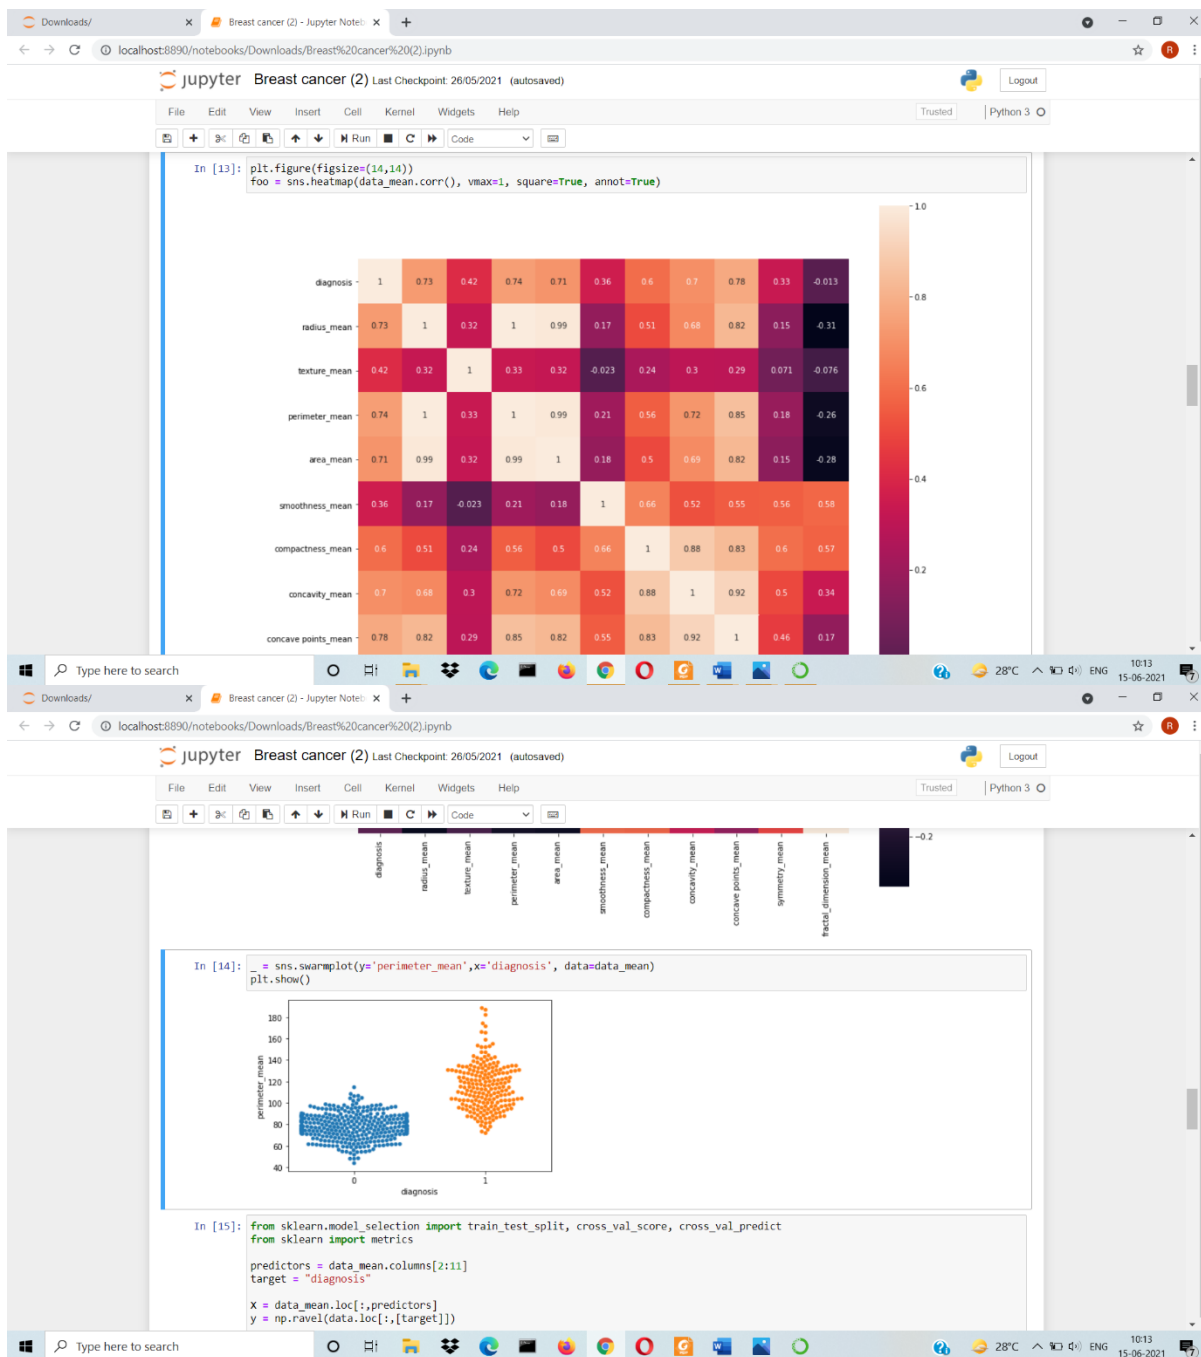 Downloads/
Breast cancer (2) - Jupyter Noteb
localhost:8890/notebooks/Downloads/Breast%20cancer%20(2).ipynb
R
jupyter Breast cancer (2) Last Checkpoint: 26/05/2021 (autosaved)
Logout
File Edit View Insert Cell Kernel Widgets Help
Trusted
Python 3
Run
Code
In [13]: plt.figure(figsize=(14,14))
foo = sns.heatmap(data_mean.corr(), vmax=1, square=True, annot=True)
1.0
diagnosis 1 0.73 0.42 0.74 0.71 0.36 0.6 0.7 0.78 0.33 -0.013
0.8
radius_mean 0.73 1 0.32 1 0.99 0.17 0.51 0.68 0.82 0.15 -0.31
texture_mean 0.42 0.32 1 0.33 0.32 -0.023 0.24 0.3 0.29 0.071 -0.076
0.6
perimeter_mean 0.74 1 0.33 1 0.99 0.21 0.56 0.72 0.85 0.18 -0.26
area_mean 0.71 0.99 0.32 0.99 1 0.18 0.5 0.69 0.82 0.15 -0.28
0.4
smoothness_mean 0.36 0.17 -0.023 0.21 0.18 1 0.66 0.52 0.55 0.56 0.58
compactness_mean 0.6 0.51 0.24 0.56 0.5 0.66 1 0.88 0.83 0.6 0.57
0.2
concavity_mean 0.7 0.68 0.3 0.72 0.69 0.52 0.88 1 0.92 0.5 0.34
concave points_mean 0.78 0.82 0.29 0.85 0.82 0.55 0.83 0.92 1 0.46 0.17
Type here to search
28°C
ENG
10:13
15-06-2021
7
Downloads/
Breast cancer (2) - Jupyter Noteb
localhost:8890/notebooks/Downloads/Breast%20cancer%20(2).ipynb
R
jupyter Breast cancer (2) Last Checkpoint: 26/05/2021 (autosaved)
Logout
File Edit View Insert Cell Kernel Widgets Help
Trusted
Python 3
Run
Code
-0.2
diagnosis
radius_mean
texture_mean
perimeter_mean
area_mean
smoothness_mean
compactness_mean
concavity_mean
concave points_mean
symmetry_mean
fractal_dimension_mean
In [14]: _ = sns.swarmplot(y='perimeter_mean',x='diagnosis', data=data_mean)
plt.show()
180
160
140
120
100
80
60
40
perimeter_mean
0 1
diagnosis
In [15]: from sklearn.model_selection import train_test_split, cross_val_score, cross_val_predict
from sklearn import metrics
predictors = data_mean.columns[2:11]
target = "diagnosis"
X = data_mean.loc[:,predictors]
y = np.ravel(data.loc[:,[target]])
Type here to search
28°C
ENG
10:13
15-06-2021
7